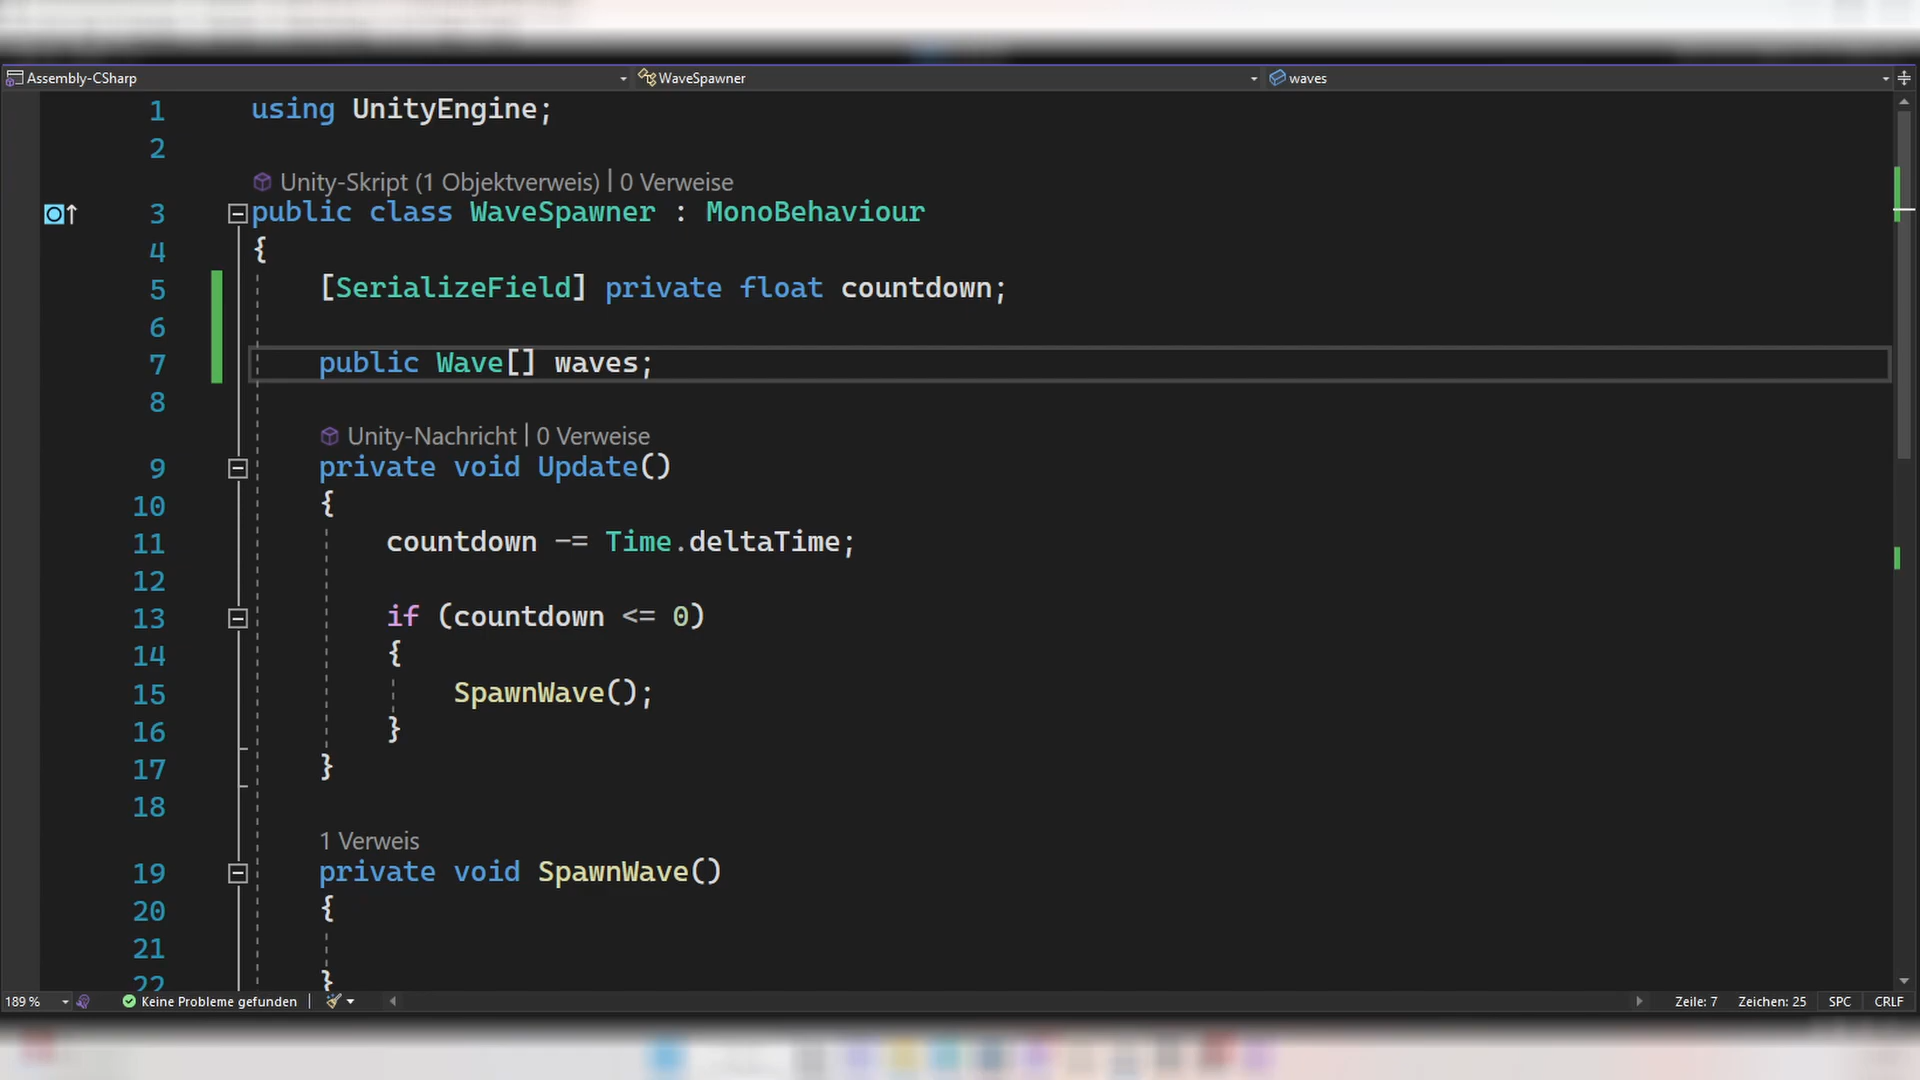 Assembly-CSharp WaveSpawner waves
1 using UnityEngine;
2
Unity-Skript (1 Objektverweis) | 0 Verweise
3 public class WaveSpawner : MonoBehaviour
4 {
5 [SerializeField] private float countdown;
6
7 public Wave[] waves;
8
Unity-Nachricht | 0 Verweise
9 private void Update()
10 {
11 countdown -= Time.deltaTime;
12
13 if (countdown <= 0)
14 {
15 SpawnWave();
16 }
17 }
18
1 Verweis
19 private void SpawnWave()
20 {
21
22 }
189 % Keine Probleme gefunden Zeile: 7 Zeichen: 25 SPC CRLF